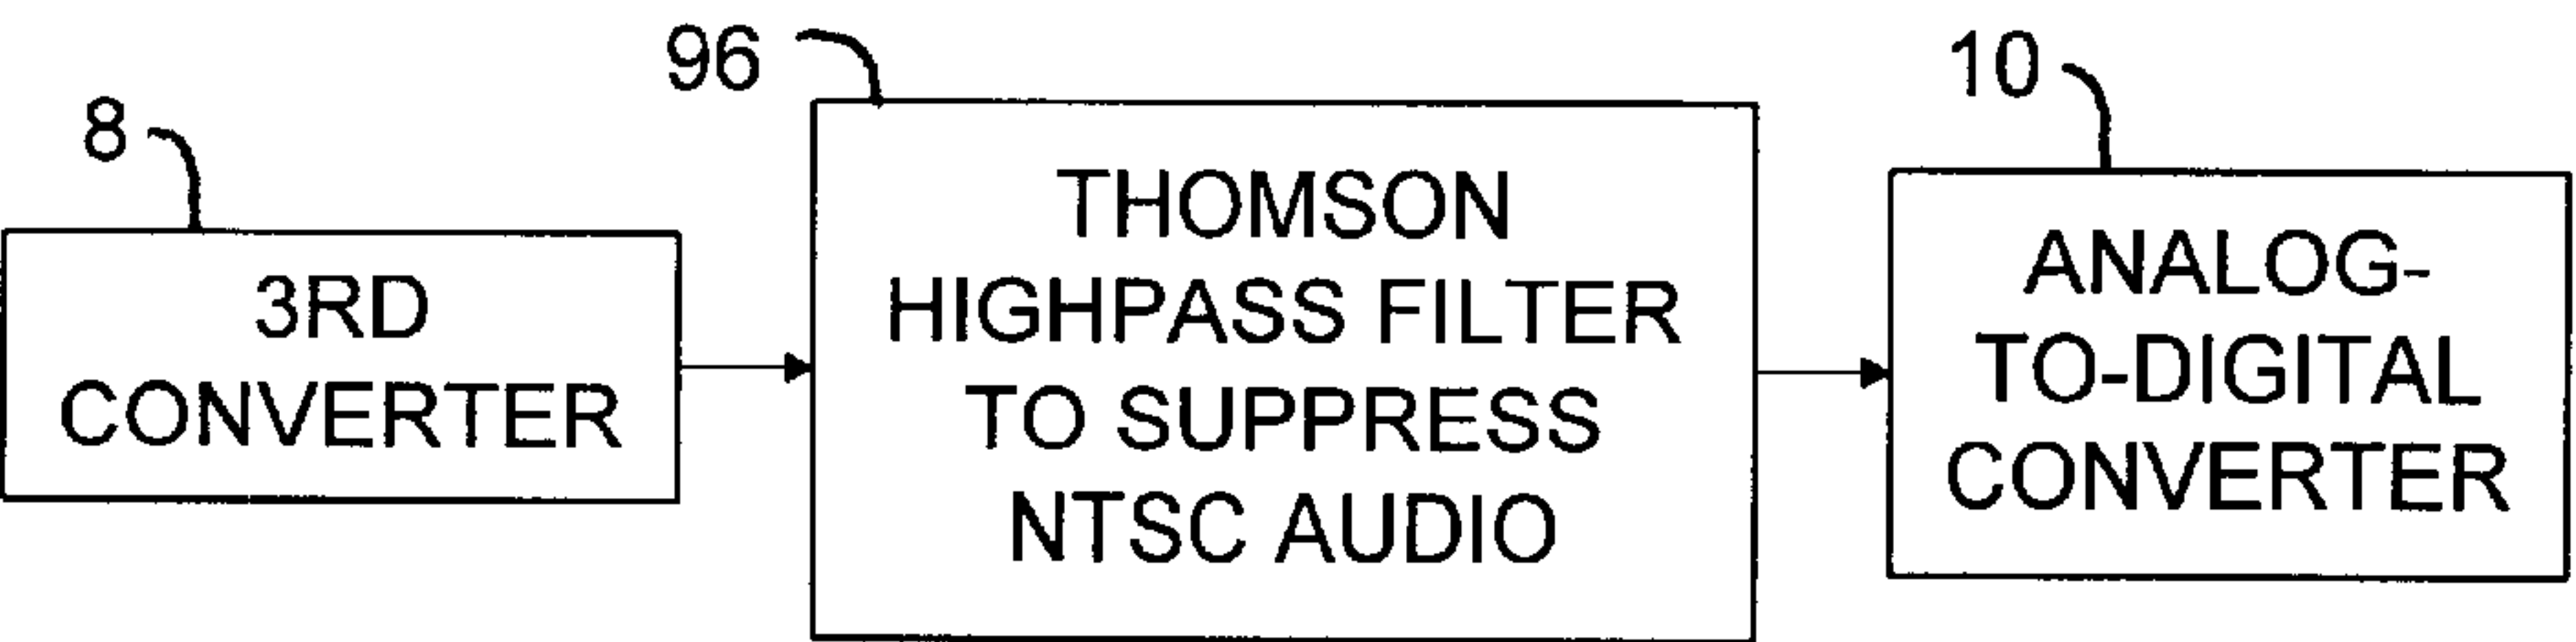 8
3RD
CONVERTER
96
THOMSON
HIGHPASS FILTER
TO SUPPRESS
NTSC AUDIO
10
ANALOG-
TO-DIGITAL
CONVERTER